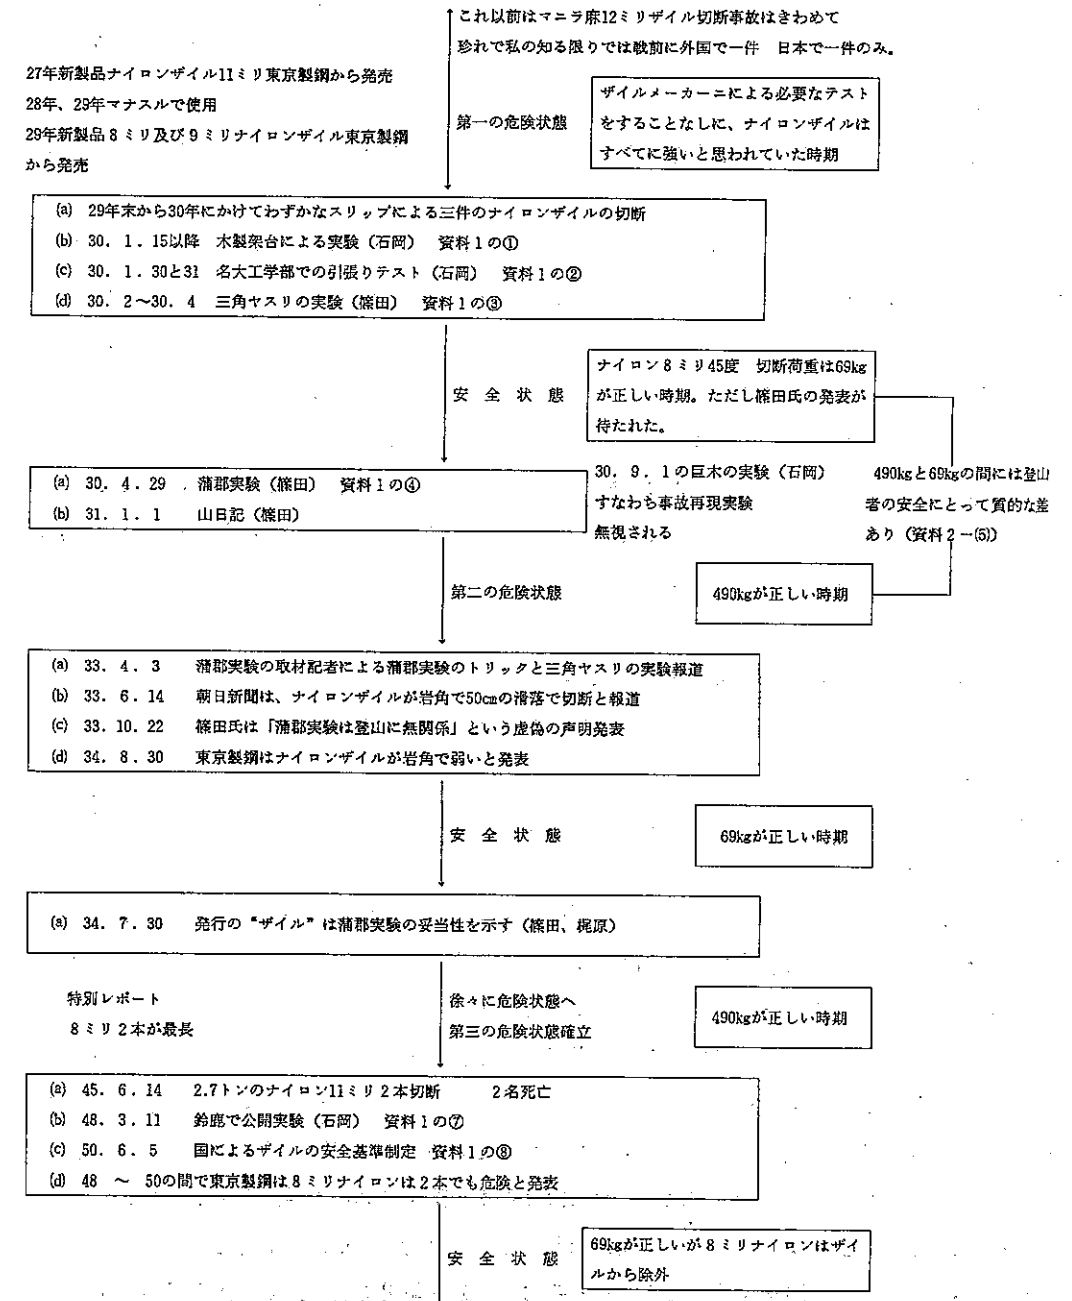 これ以前はマニラ麻12ミリザイル切断事故はきわめて
珍れで私の知る限りでは戦前に外国で一件　日本で一件のみ。
27年新製品ナイロンザイル11ミリ東京製鋼から発売
28年、29年マナスルで使用
29年新製品8ミリ及び9ミリナイロンザイル東京製鋼
から発売
第一の危険状態
ザイルメーカーニによる必要なテスト
をすることなしに、ナイロンザイルは
すべてに強いと思われていた時期
(a) 29年末から30年にかけてわずかなスリップによる三件のナイロンザイルの切断
(b) 30. 1. 15以降　木製架台による実験（石岡）　資料1の①
(c) 30. 1. 30と31　名大工学部での引張りテスト（石岡）　資料1の②
(d) 30. 2～30. 4　三角ヤスリの実験（篠田）　資料1の③
安全状態
ナイロン8ミリ45度　切断荷重は69kg
が正しい時期。ただし篠田氏の発表が
待たれた。
(a) 30. 4. 29　蒲郡実験（篠田）　資料1の④
(b) 31. 1. 1　山日記（篠田）
30. 9. 1の巨木の実験（石岡）
すなわち事故再現実験
無視される
490kgと69kgの間には登山
者の安全にとって質的な差
あり（資料2－(5)）
第二の危険状態
490kgが正しい時期
(a) 33. 4. 3　蒲郡実験の取材記者による蒲郡実験のトリックと三角ヤスリの実験報道
(b) 33. 6. 14　朝日新聞は、ナイロンザイルが岩角で50cmの滑落で切断と報道
(c) 33. 10. 22　篠田氏は「蒲郡実験は登山に無関係」という虚偽の声明発表
(d) 34. 8. 30　東京製鋼はナイロンザイルが岩角で弱いと発表
安全状態
69kgが正しい時期
(a) 34. 7. 30　発行の“ザイル”は蒲郡実験の妥当性を示す（篠田、梶原）
特別レポート
8ミリ2本が最長
徐々に危険状態へ
第三の危険状態確立
490kgが正しい時期
(a) 45. 6. 14　2.7トンのナイロン11ミリ2本切断　2名死亡
(b) 48. 3. 11　鈴鹿で公開実験（石岡）　資料1の⑦
(c) 50. 6. 5　国によるザイルの安全基準制定　資料1の⑧
(d) 48 ～ 50の間で東京製鋼は8ミリナイロンは2本でも危険と発表
安全状態
69kgが正しいが8ミリナイロンはザイ
ルから除外